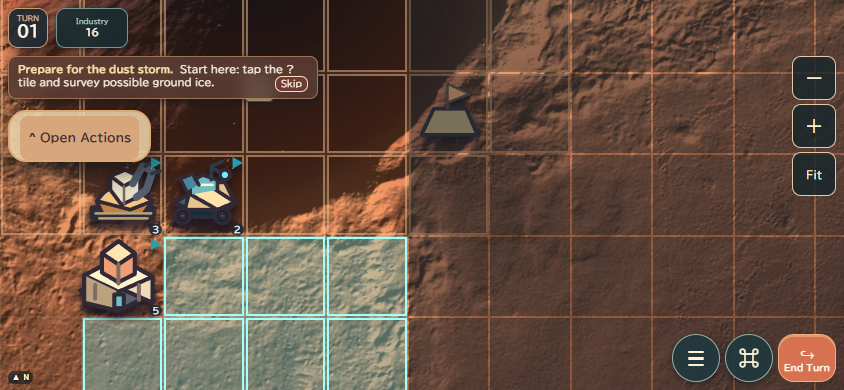 TURN
01
Industry
16
Prepare for the dust storm. Start here: tap the ?
tile and survey possible ground ice.
Skip
^ Open Actions
3
2
5
−
+
Fit
▲ N
End Turn